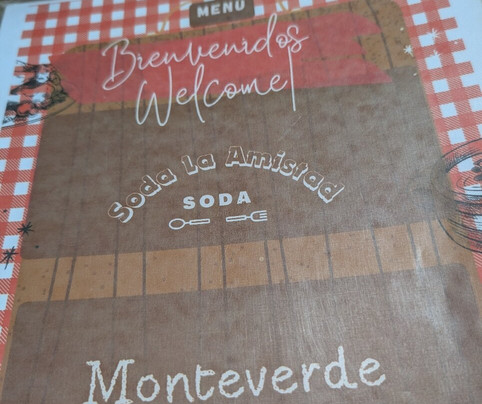 MENU
Bienvenidos
Welcome!
Soda la Amistad
SODA
Monteverde